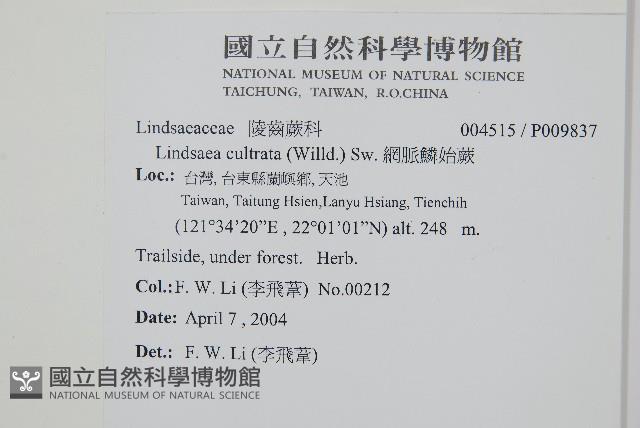 國立自然科學博物館
NATIONAL MUSEUM OF NATURAL SCIENCE
TAICHUNG, TAIWAN, R.O.CHINA
Lindsaeaceae 陵齒蕨科 004515 / P009837
Lindsaea cultrata (Willd.) Sw. 網脈鱗始蕨
Loc.: 台灣, 台東縣蘭嶼鄉, 天池
Taiwan, Taitung Hsien,Lanyu Hsiang, Tienchih
(121°34'20”E , 22°01'01”N) alt. 248 m.
Trailside, under forest. Herb.
Col.: F. W. Li (李飛葦) No.00212
Date: April 7 , 2004
Det.: F. W. Li (李飛葦)
國立自然科學博物館
NATIONAL MUSEUM OF NATURAL SCIENCE